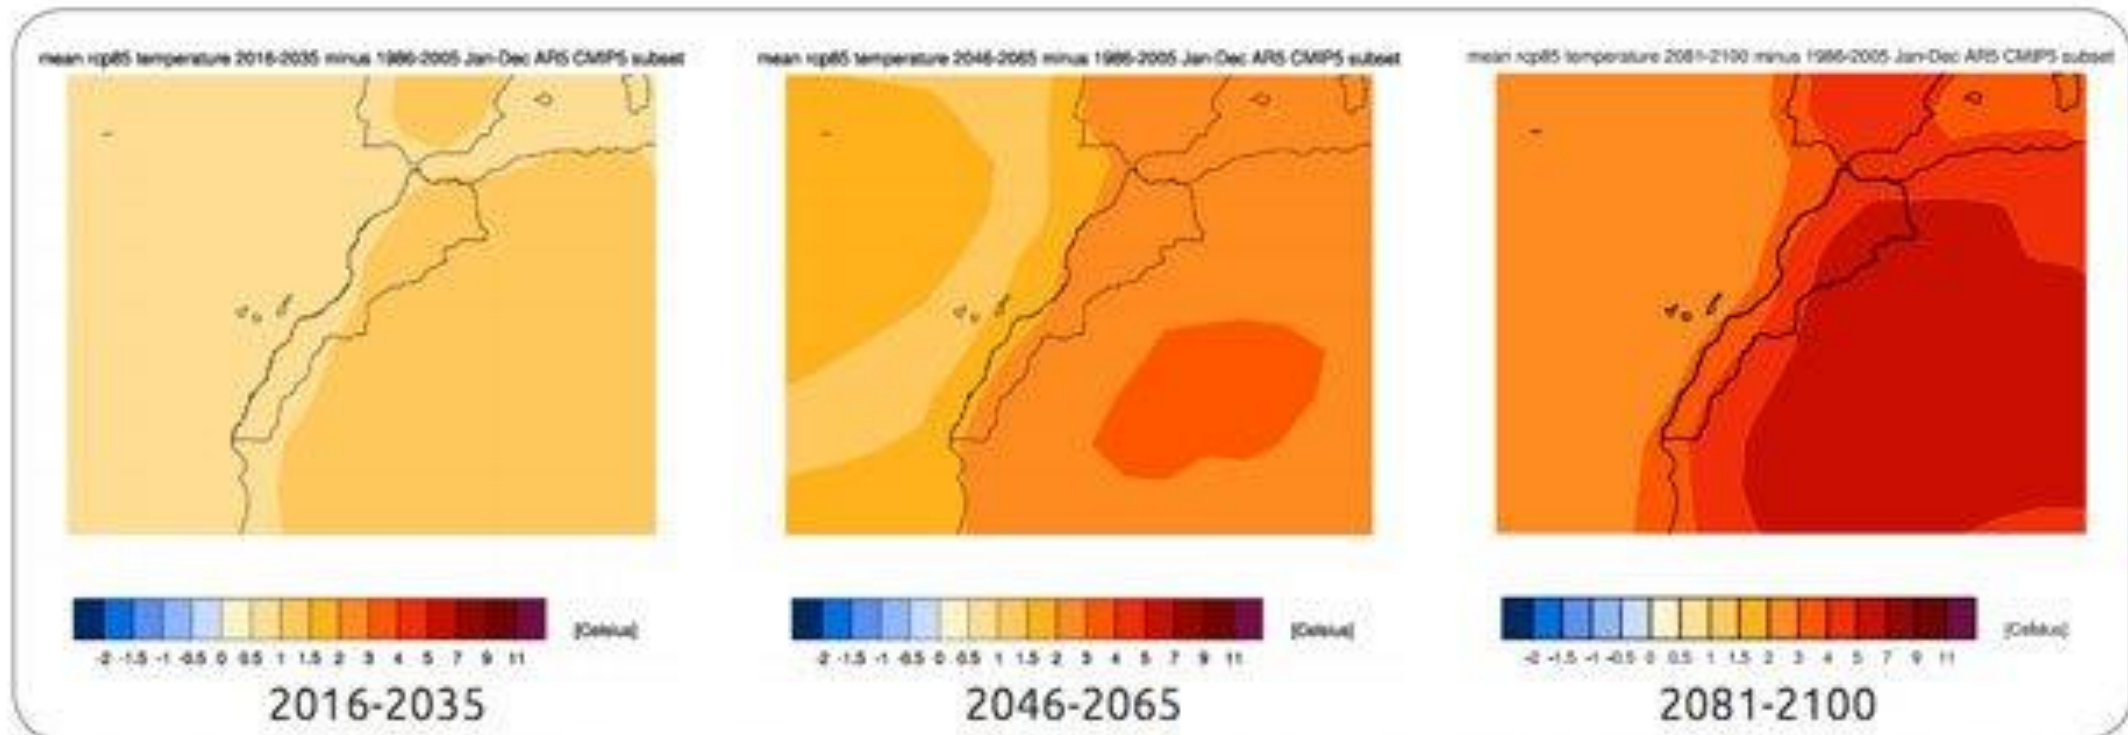 mean rcp85 temperature 2016-2035 minus 1986-2005 Jan-Dec AR5 CMIP5 subset
-2 -1.5 -1 -0.5 0 0.5 1 1.5 2 3 4 5 7 9 11
[Celsius]
2016-2035
mean rcp85 temperature 2046-2065 minus 1986-2005 Jan-Dec AR5 CMIP5 subset
-2 -1.5 -1 -0.5 0 0.5 1 1.5 2 3 4 5 7 9 11
[Celsius]
2046-2065
mean rcp85 temperature 2081-2100 minus 1986-2005 Jan-Dec AR5 CMIP5 subset
-2 -1.5 -1 -0.5 0 0.5 1 1.5 2 3 4 5 7 9 11
[Celsius]
2081-2100